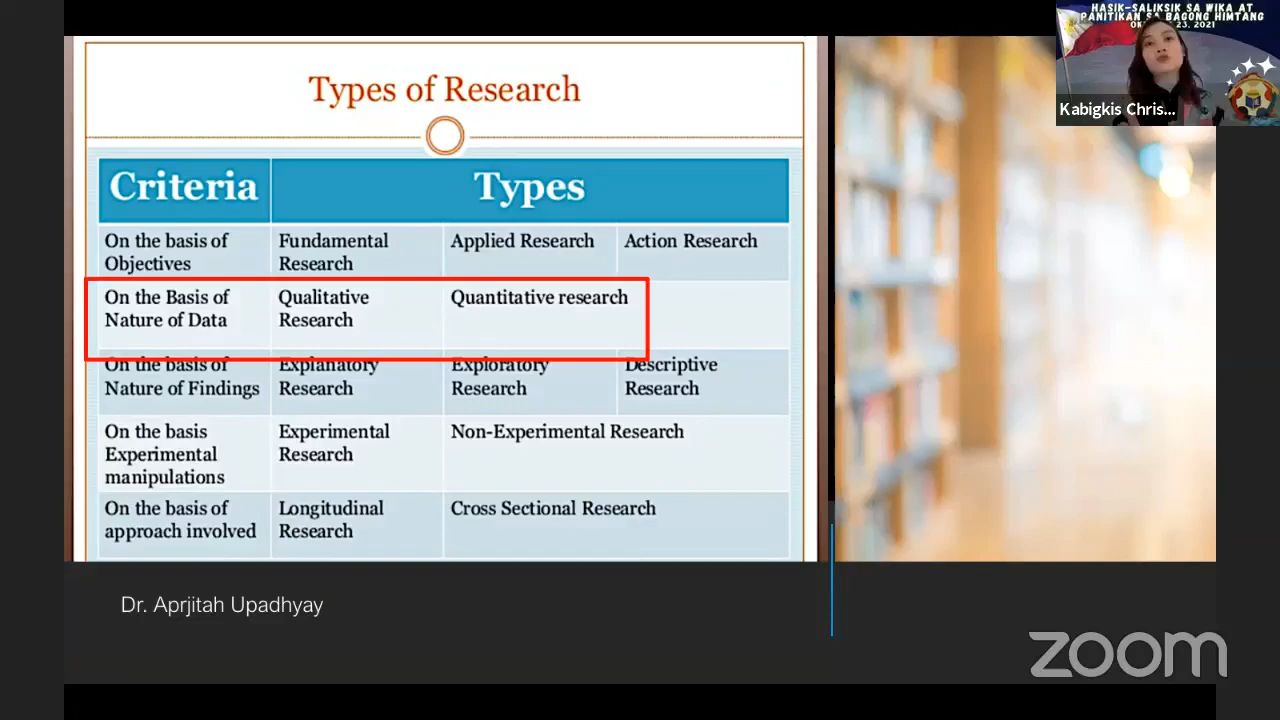 HASIK-SALIKSIK SA WIKA AT
PANITIKAN SA BAGONG HIMTANG
23, 2021
Kabigkis Chris...
Types of Research
Criteria Types
On the basis of Objectives Fundamental Research Applied Research Action Research
On the Basis of Nature of Data Qualitative Research Quantitative research
On the basis of Nature of Findings Explanatory Research Exploratory Research Descriptive Research
On the basis Experimental manipulations Experimental Research Non-Experimental Research
On the basis of approach involved Longitudinal Research Cross Sectional Research
Dr. Aprjitah Upadhyay
zoom